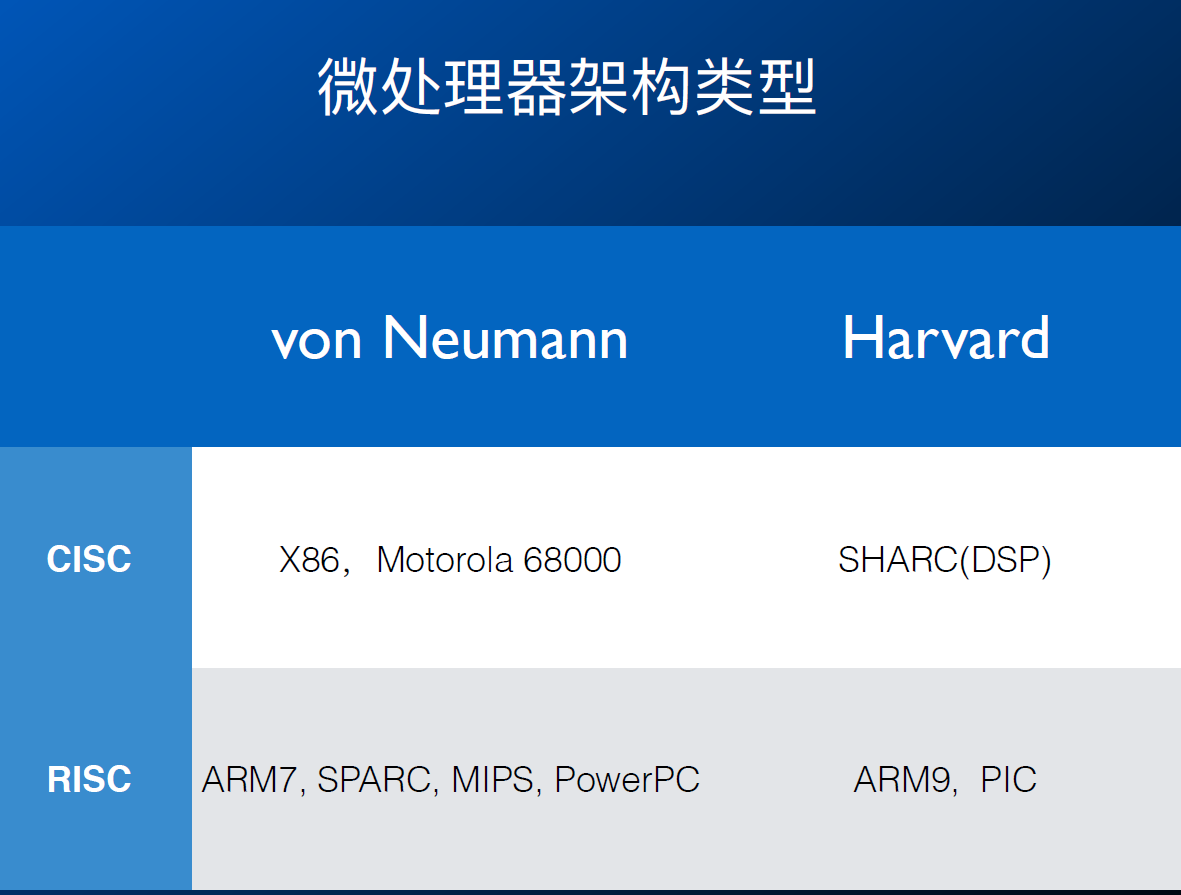 微处理器架构类型
von Neumann Harvard
CISC X86，Motorola 68000 SHARC(DSP)
RISC ARM7, SPARC, MIPS, PowerPC ARM9，PIC